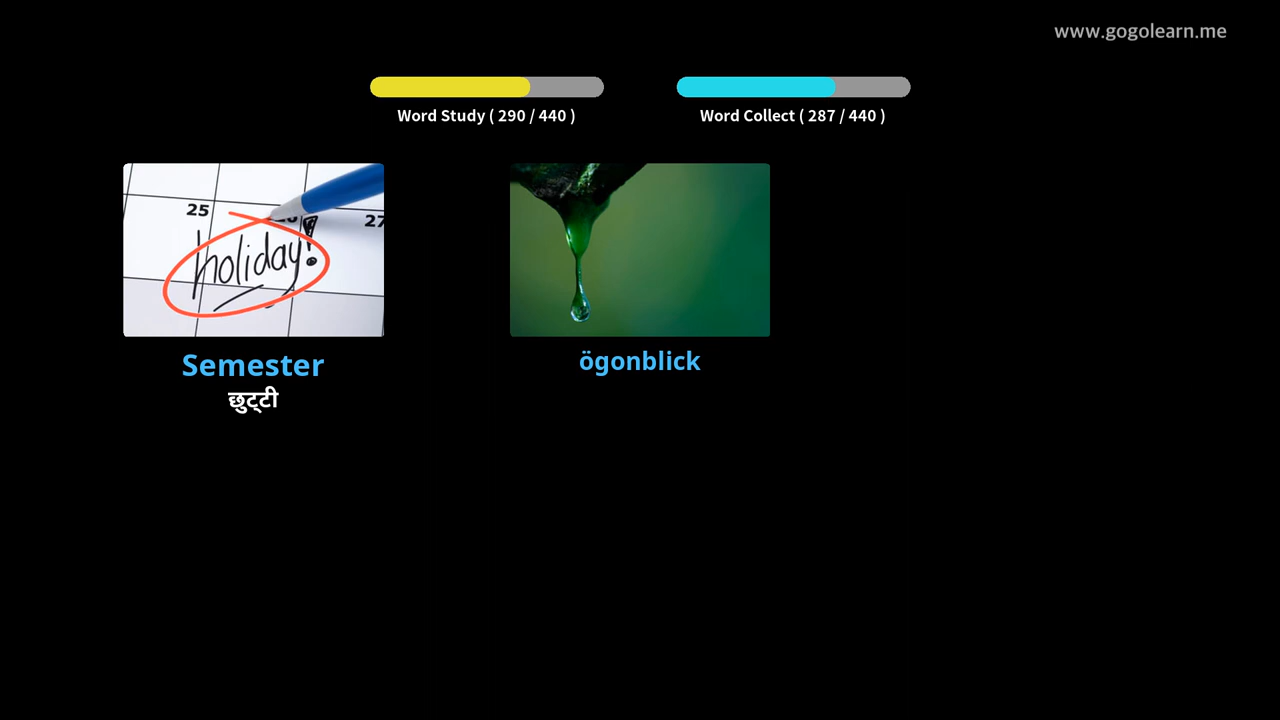 www.gogolearn.me
Word Study ( 290 / 440 )
Word Collect ( 287 / 440 )
25
27
holiday!
Semester
छुट्टी
ögonblick